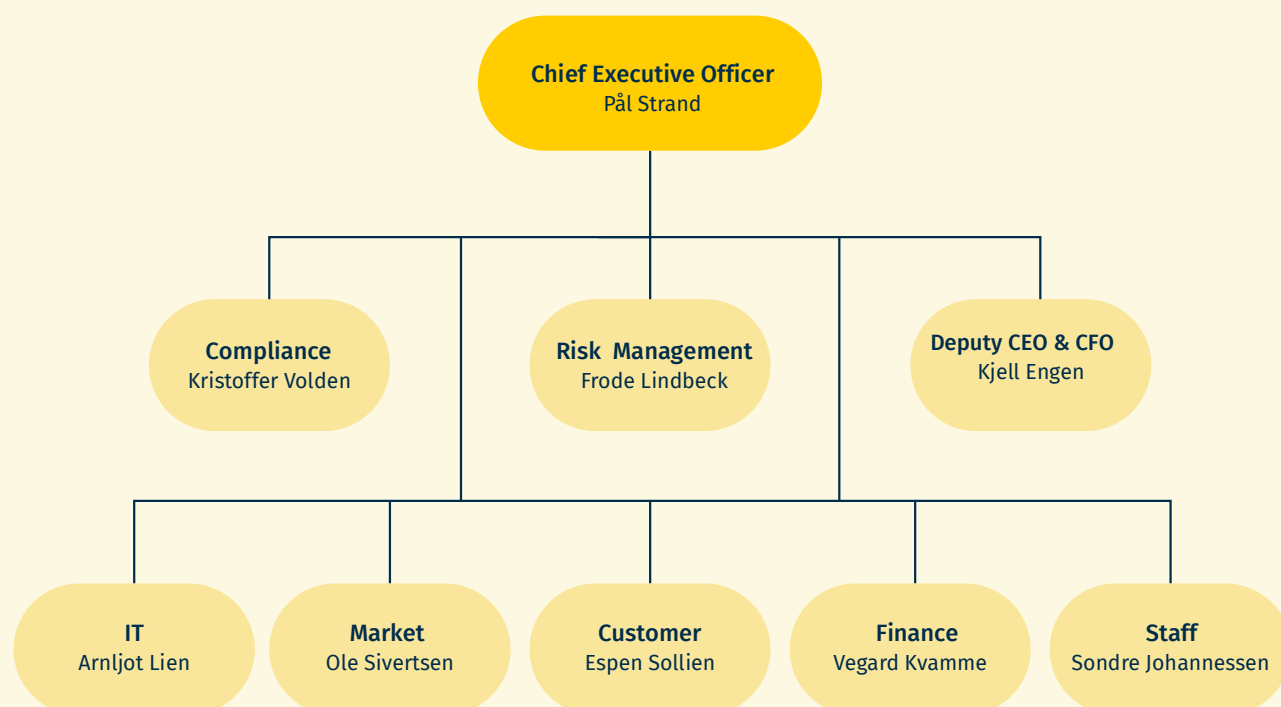 Chief Executive Officer
Pål Strand
Compliance
Kristoffer Volden
Risk Management
Frode Lindbeck
Deputy CEO & CFO
Kjell Engen
IT
Arnljot Lien
Market
Ole Sivertsen
Customer
Espen Sollien
Finance
Vegard Kvamme
Staff
Sondre Johannessen